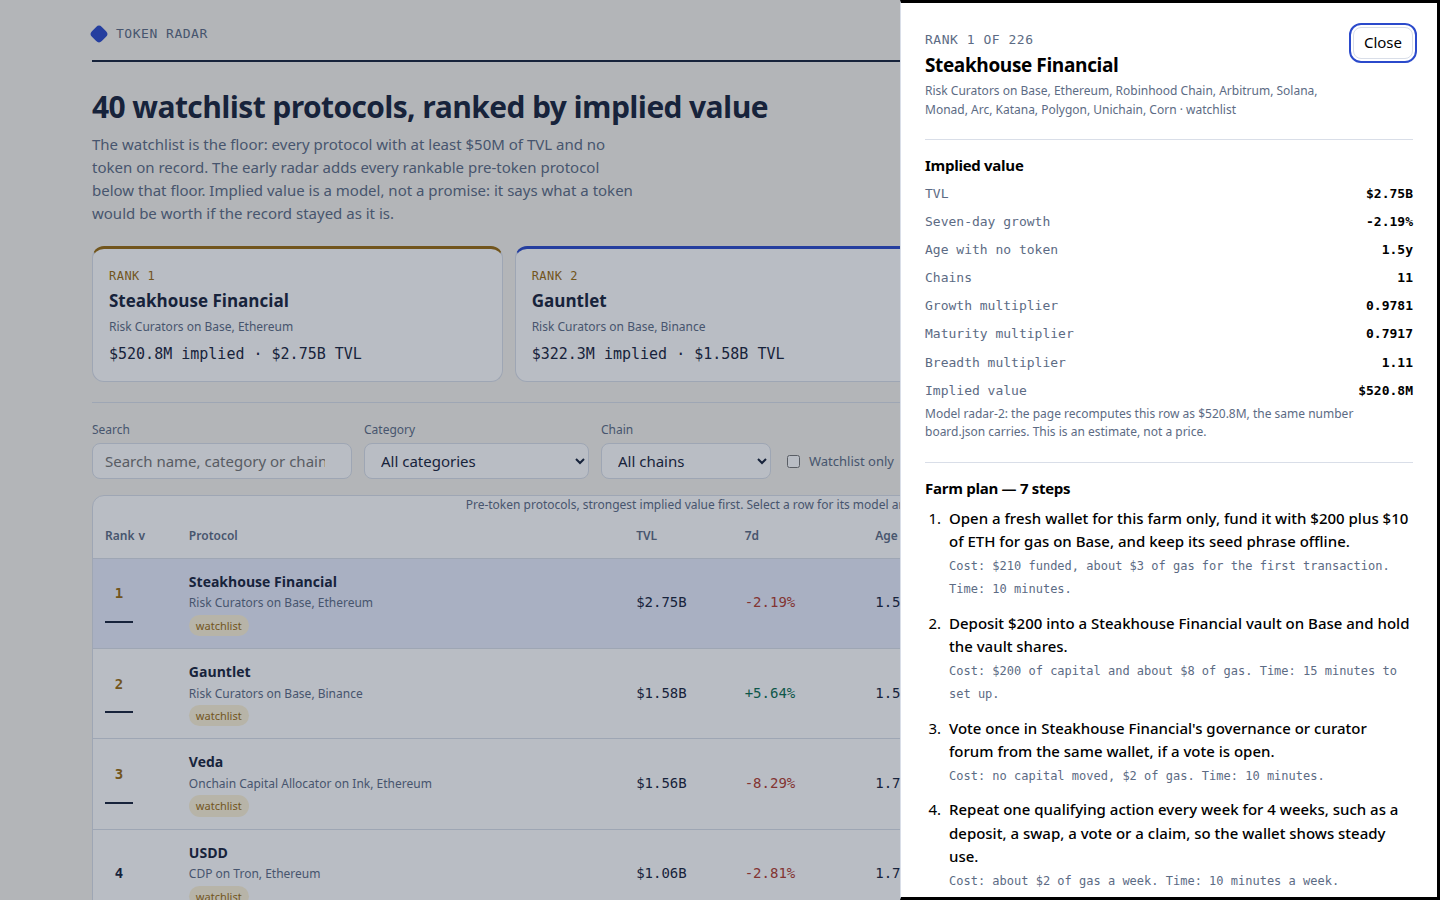 TOKEN RADAR
40 watchlist protocols, ranked by implied value
The watchlist is the floor: every protocol with at least $50M of TVL and no
token on record. The early radar adds every rankable pre-token protocol
below that floor. Implied value is a model, not a promise: it says what a token
would be worth if the record stayed as it is.
RANK 1
Steakhouse Financial
Risk Curators on Base, Ethereum
$520.8M implied · $2.75B TVL
RANK 2
Gauntlet
Risk Curators on Base, Binance
$322.3M implied · $1.58B TVL
Search
Category
Chain
Search name, category or chain
All categories
All chains
Watchlist only
Pre-token protocols, strongest implied value first. Select a row for its model
Rank v
Protocol
TVL
7d
Age
1
Steakhouse Financial
Risk Curators on Base, Ethereum
watchlist
$2.75B
-2.19%
1.5
2
Gauntlet
Risk Curators on Base, Binance
watchlist
$1.58B
+5.64%
1.5
3
Veda
Onchain Capital Allocator on Ink, Ethereum
watchlist
$1.56B
-8.29%
1.7
4
USDD
CDP on Tron, Ethereum
watchlist
$1.06B
-2.81%
1.7
RANK 1 OF 226
Close
Steakhouse Financial
Risk Curators on Base, Ethereum, Robinhood Chain, Arbitrum, Solana,
Monad, Arc, Katana, Polygon, Unichain, Corn · watchlist
Implied value
TVL $2.75B
Seven-day growth -2.19%
Age with no token 1.5y
Chains 11
Growth multiplier 0.9781
Maturity multiplier 0.7917
Breadth multiplier 1.11
Implied value $520.8M
Model radar-2: the page recomputes this row as $520.8M, the same number
board.json carries. This is an estimate, not a price.
Farm plan — 7 steps
1. Open a fresh wallet for this farm only, fund it with $200 plus $10
of ETH for gas on Base, and keep its seed phrase offline.
Cost: $210 funded, about $3 of gas for the first transaction.
Time: 10 minutes.
2. Deposit $200 into a Steakhouse Financial vault on Base and hold
the vault shares.
Cost: $200 of capital and about $8 of gas. Time: 15 minutes to
set up.
3. Vote once in Steakhouse Financial's governance or curator
forum from the same wallet, if a vote is open.
Cost: no capital moved, $2 of gas. Time: 10 minutes.
4. Repeat one qualifying action every week for 4 weeks, such as a
deposit, a swap, a vote or a claim, so the wallet shows steady
use.
Cost: about $2 of gas a week. Time: 10 minutes a week.